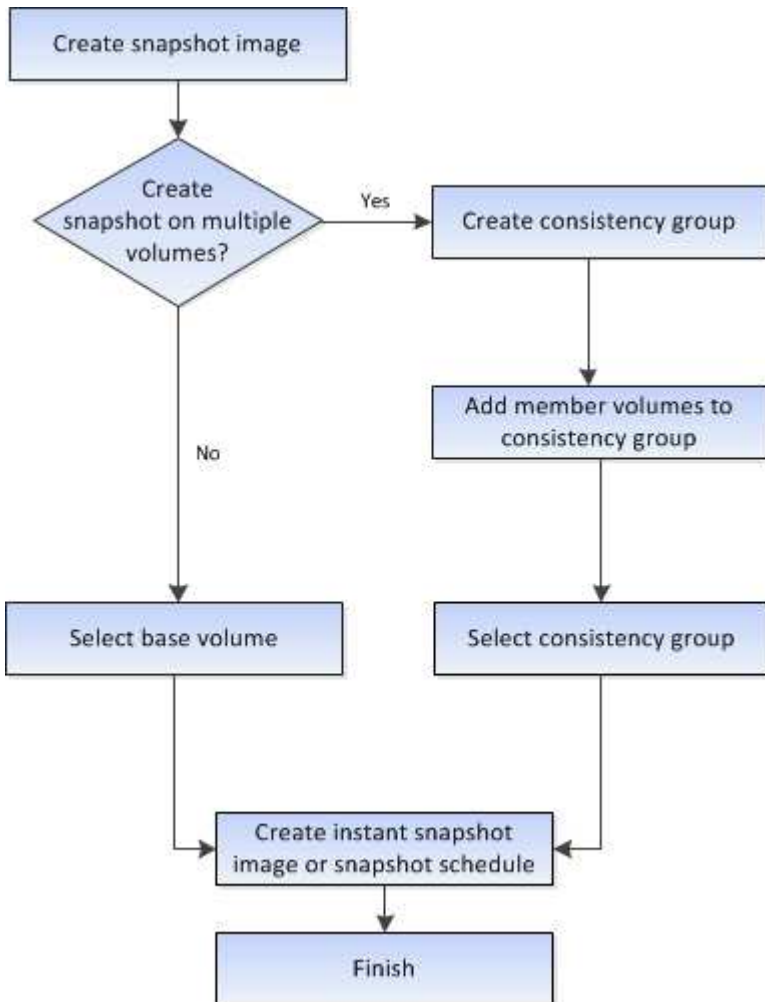 Create snapshot image
Create
snapshot on multiple
volumes?
Yes
Create consistency group
Add member volumes to
consistency group
No
Select base volume
Select consistency group
Create instant snapshot
image or snapshot schedule
Finish